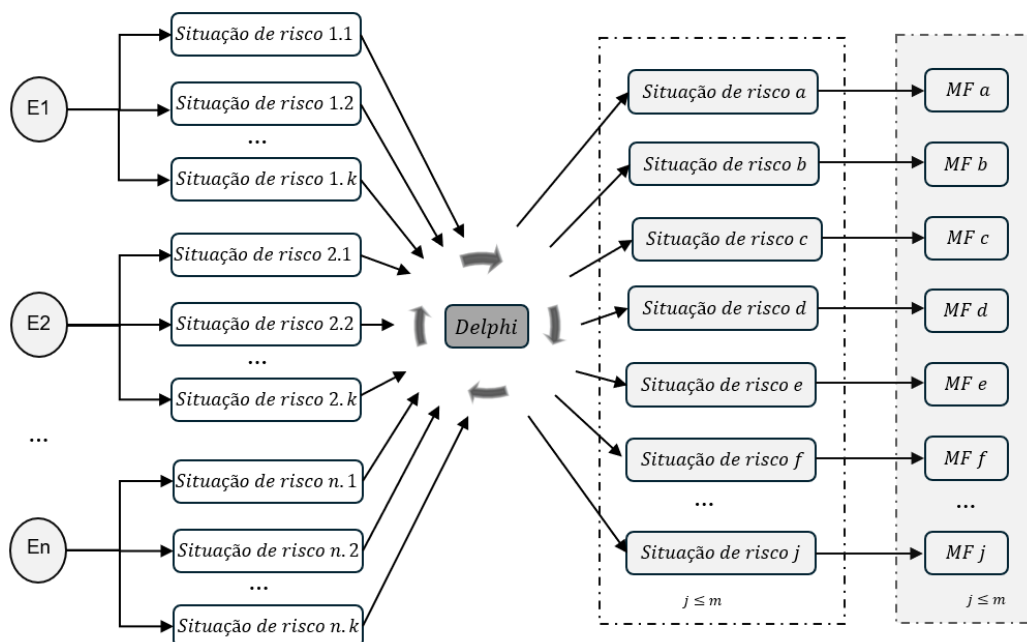 E1
Situação de risco 1.1
Situação de risco 1.2
...
Situação de risco 1.k
E2
Situação de risco 2.1
Situação de risco 2.2
...
Situação de risco 2.k
...
En
Situação de risco n.1
Situação de risco n.2
...
Situação de risco n.k
Delphi
Situação de risco a
Situação de risco b
Situação de risco c
Situação de risco d
Situação de risco e
Situação de risco f
...
Situação de risco j
j ≤ m
MF a
MF b
MF c
MF d
MF e
MF f
...
MF j
j ≤ m